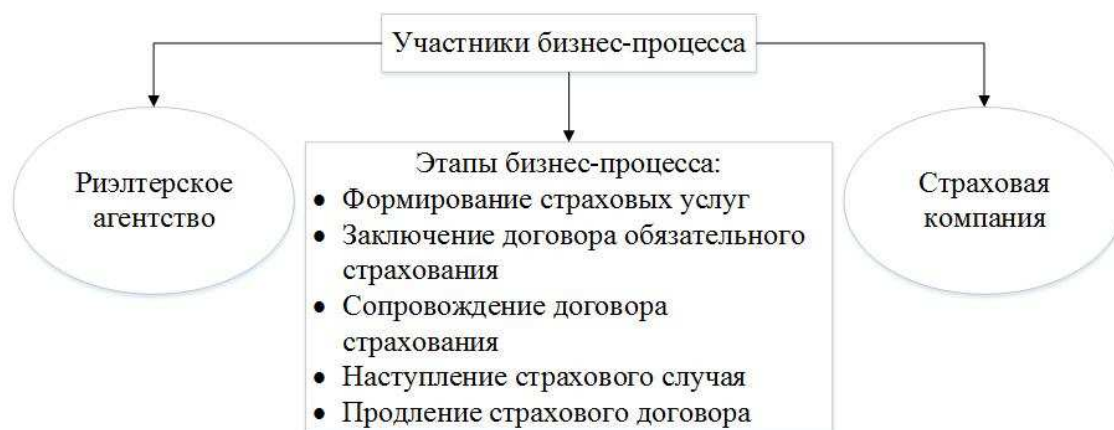 Участники бизнес-процесса
Риэлтерское
агентство
Этапы бизнес-процесса:
• Формирование страховых услуг
• Заключение договора обязательного
страхования
• Сопровождение договора
страхования
• Наступление страхового случая
• Продление страхового договора
Страховая
компания